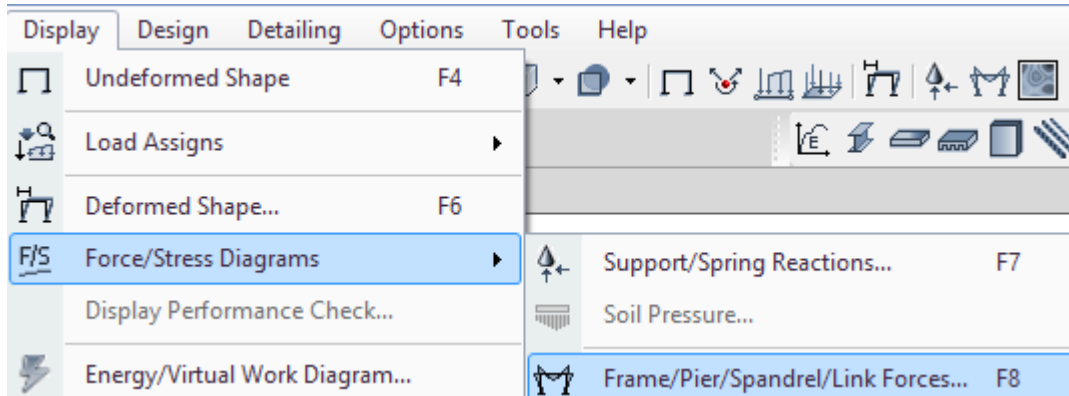 Display Design Detailing Options Tools Help
Undeformed Shape F4
Load Assigns
E
Deformed Shape... F6
F/S Force/Stress Diagrams
Support/Spring Reactions... F7
Display Performance Check...
Soil Pressure...
Energy/Virtual Work Diagram...
Frame/Pier/Spandrel/Link Forces... F8